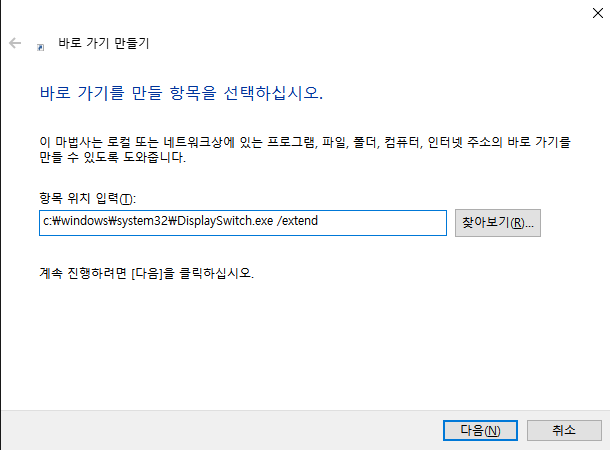 바로 가기 만들기
바로 가기를 만들 항목을 선택하십시오.
이 마법사는 로컬 또는 네트워크상에 있는 프로그램, 파일, 폴더, 컴퓨터, 인터넷 주소의 바로 가기를
만들 수 있도록 도와줍니다.
항목 위치 입력(T):
c:₩windows₩system32₩DisplaySwitch.exe /extend
찾아보기(R)...
계속 진행하려면 [다음]을 클릭하십시오.
다음(N)
취소